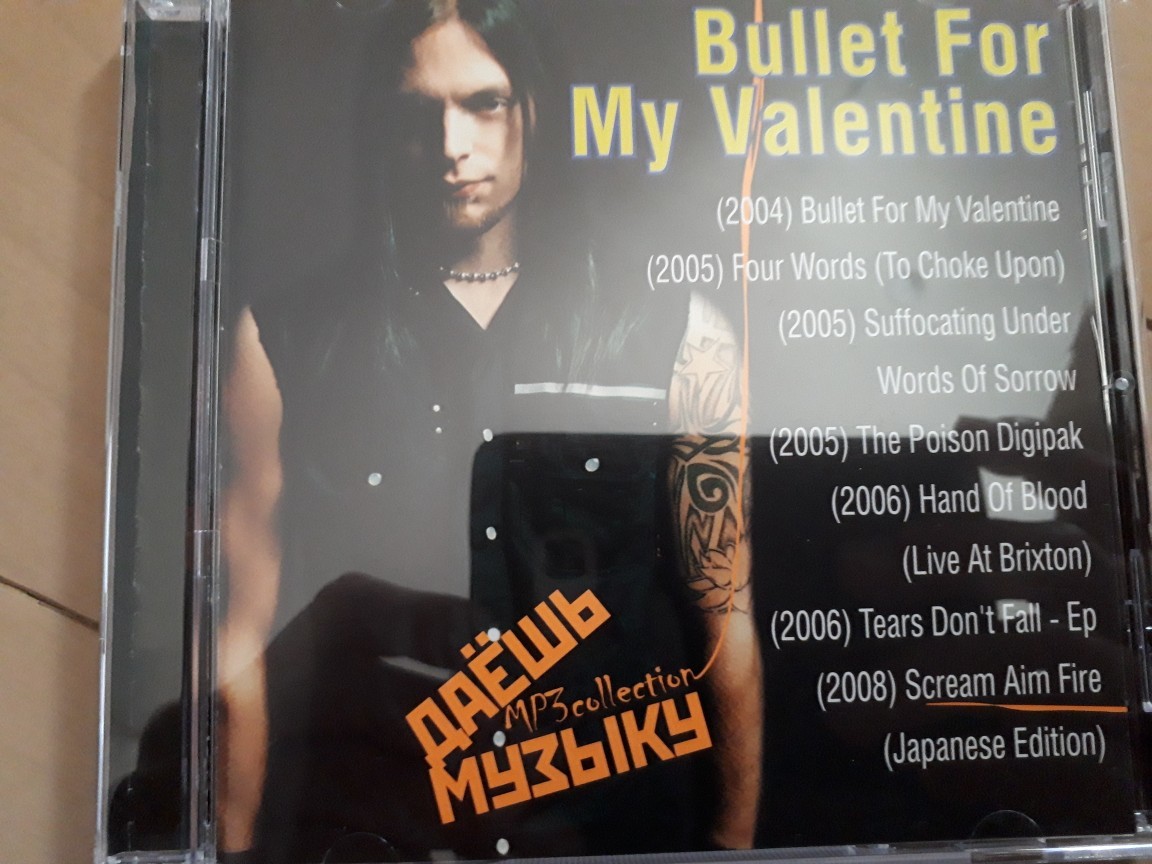 Bullet For
My Valentine
(2004) Bullet For My Valentine
(2005) Four Words (To Choke Upon)
(2005) Suffocating Under
Words Of Sorrow
(2005) The Poison Digipak
(2006) Hand Of Blood
(Live At Brixton)
(2006) Tears Don't Fall - Ep
(2008) Scream Aim Fire
(Japanese Edition)
ДАЁШЬ
MP3collection
МУЗЫКУ